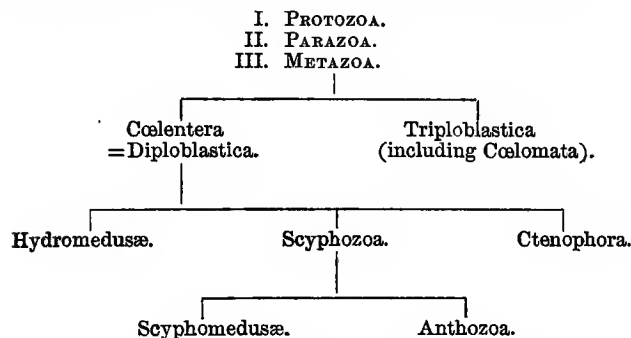 I. PROTOZOA.
II. PARAZOA.
III. METAZOA.
Cœlentera
=Diploblastica.
Triploblastica
(including Cœlomata).
Hydromedusæ.
Scyphozoa.
Ctenophora.
Scyphomedusæ.
Anthozoa.